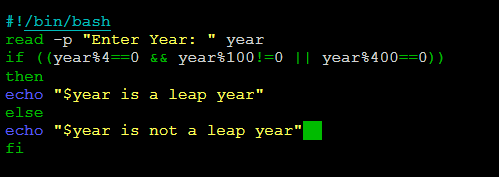 #!/bin/bash
read -p "Enter Year: " year
if ((year%4==0 && year%100!=0 || year%400==0))
then
echo "$year is a leap year"
else
echo "$year is not a leap year"
fi